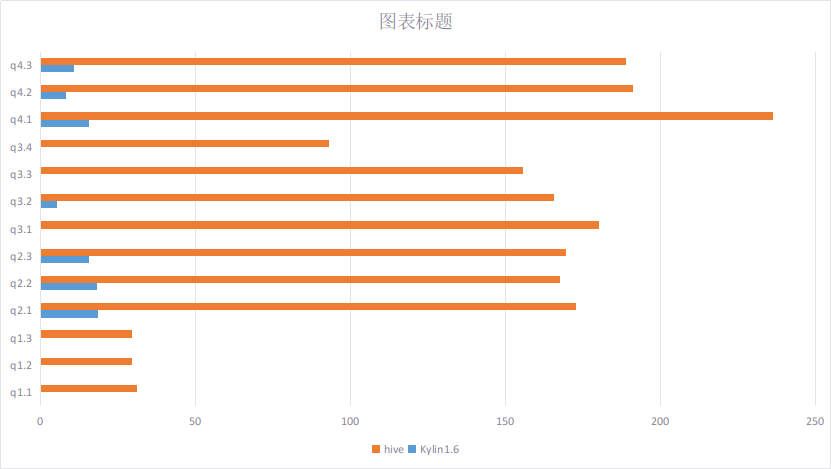 图表标题
q4.3
q4.2
q4.1
q3.4
q3.3
q3.2
q3.1
q2.3
q2.2
q2.1
q1.3
q1.2
q1.1
0 50 100 150 200 250
hive Kylin1.6